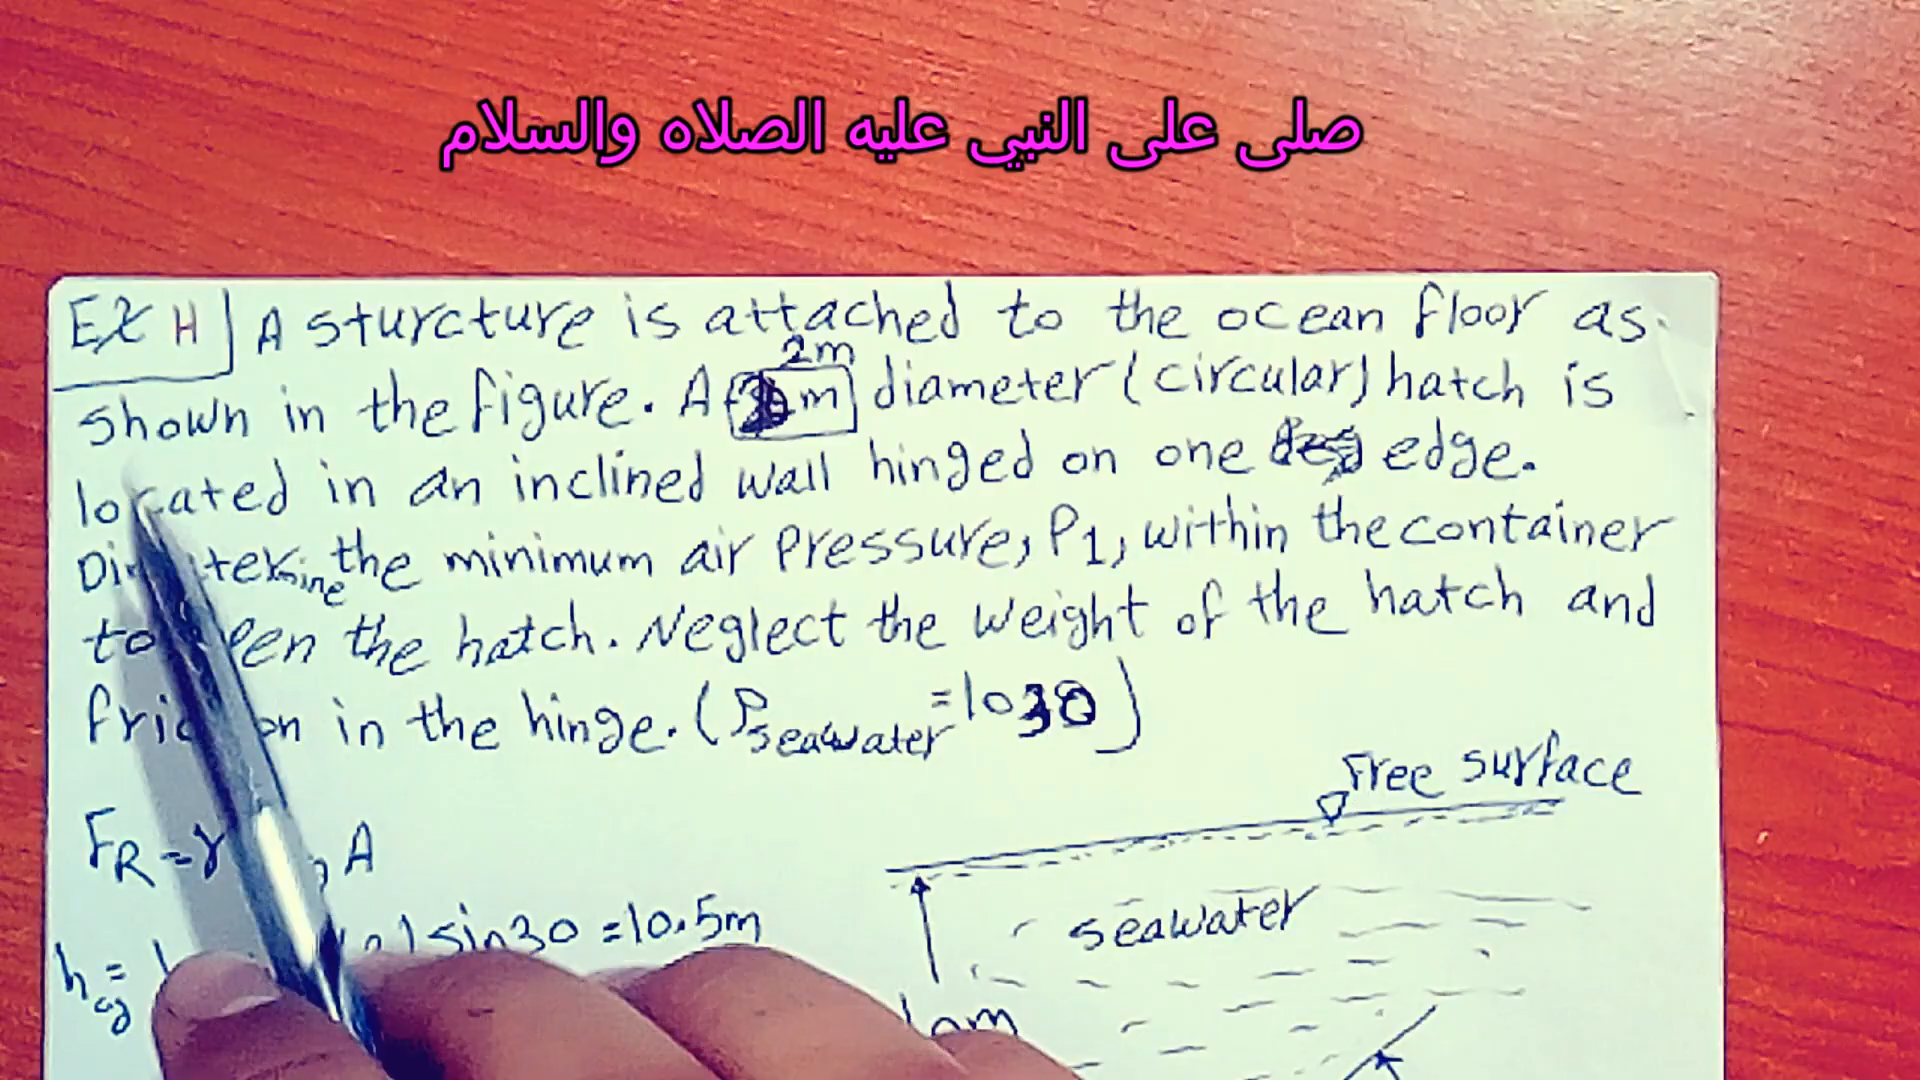 صلى على النبي عليه الصلاه والسلام
EX H A sturcture is attached to the ocean floor as
shown in the figure. A 2m diameter (circular) hatch is
located in an inclined wall hinged on one edge.
the minimum air Pressure, P1, within the container
to the hatch. Neglect the weight of the hatch and
in the hinge. (ρseawater = 1030)
Free surface
FR = γ A
seawater
hcg = sin30 = 10.5m
10m